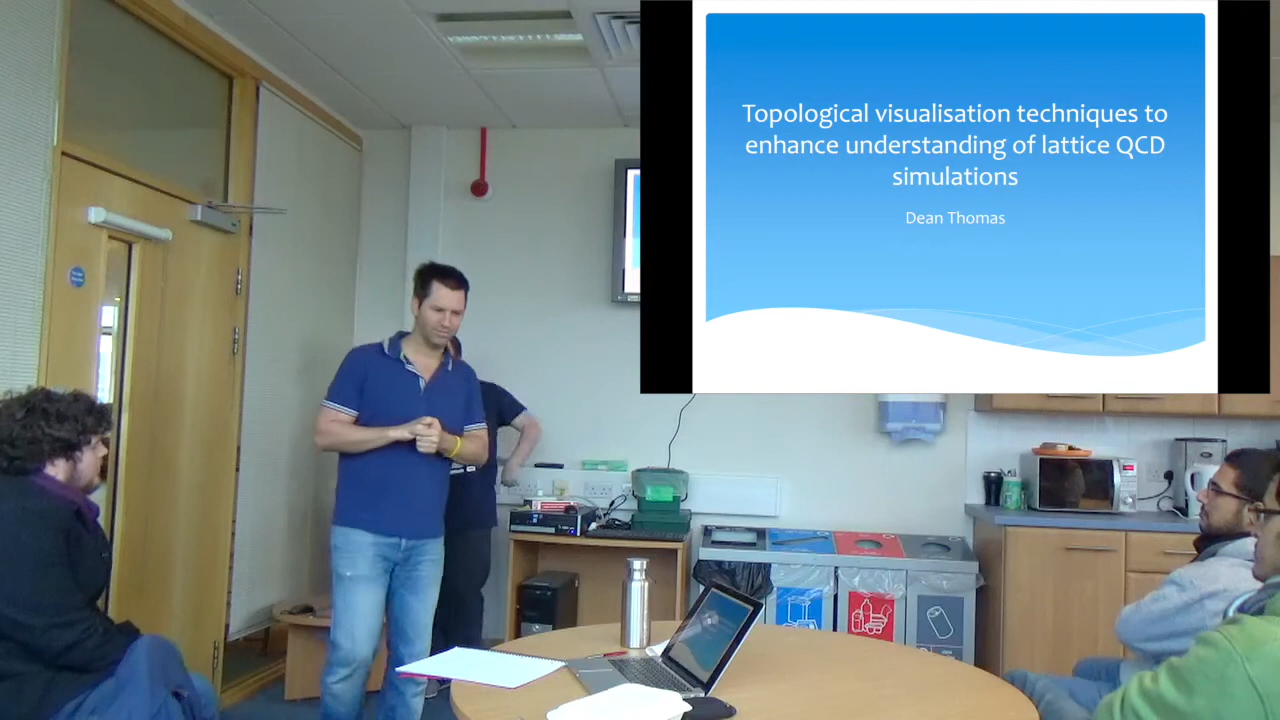 Topological visualisation techniques to
enhance understanding of lattice QCD
simulations
Dean Thomas